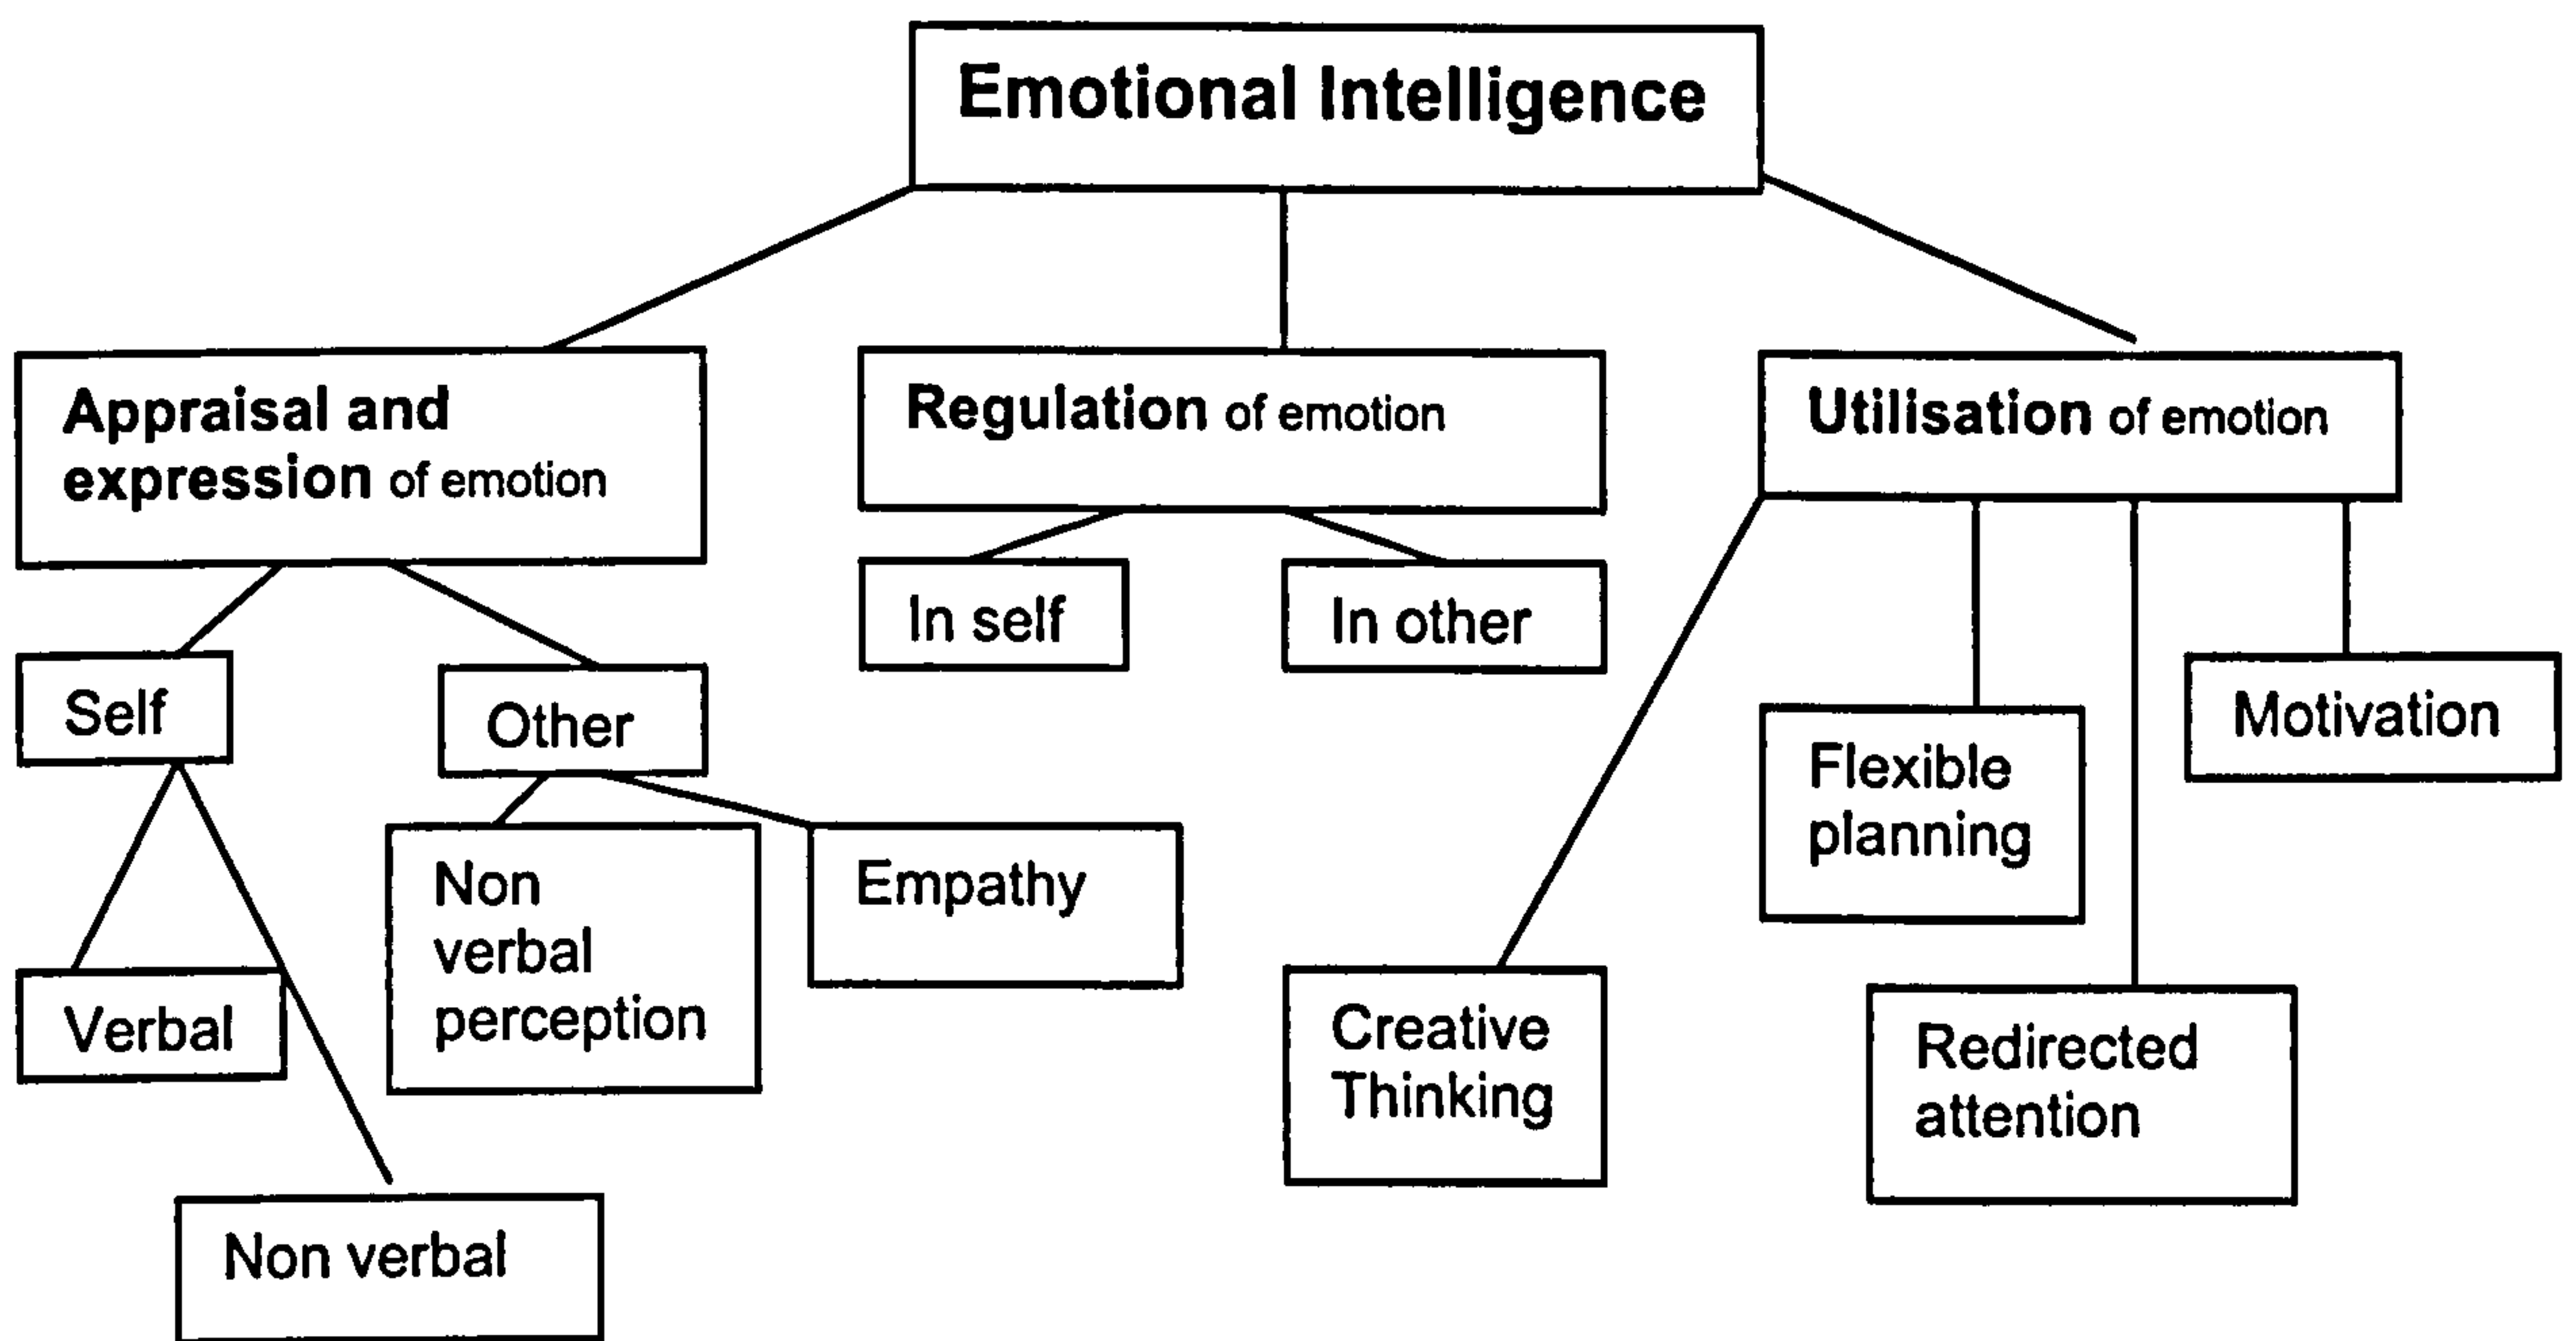 Emotional Intelligence
Appraisal and
expression of emotion
Regulation of emotion
Utilisation of emotion
In self
In other
Self
Other
Motivation
Flexible
planning
Non
verbal
perception
Empathy
Verbal
Creative
Thinking
Redirected
attention
Non verbal